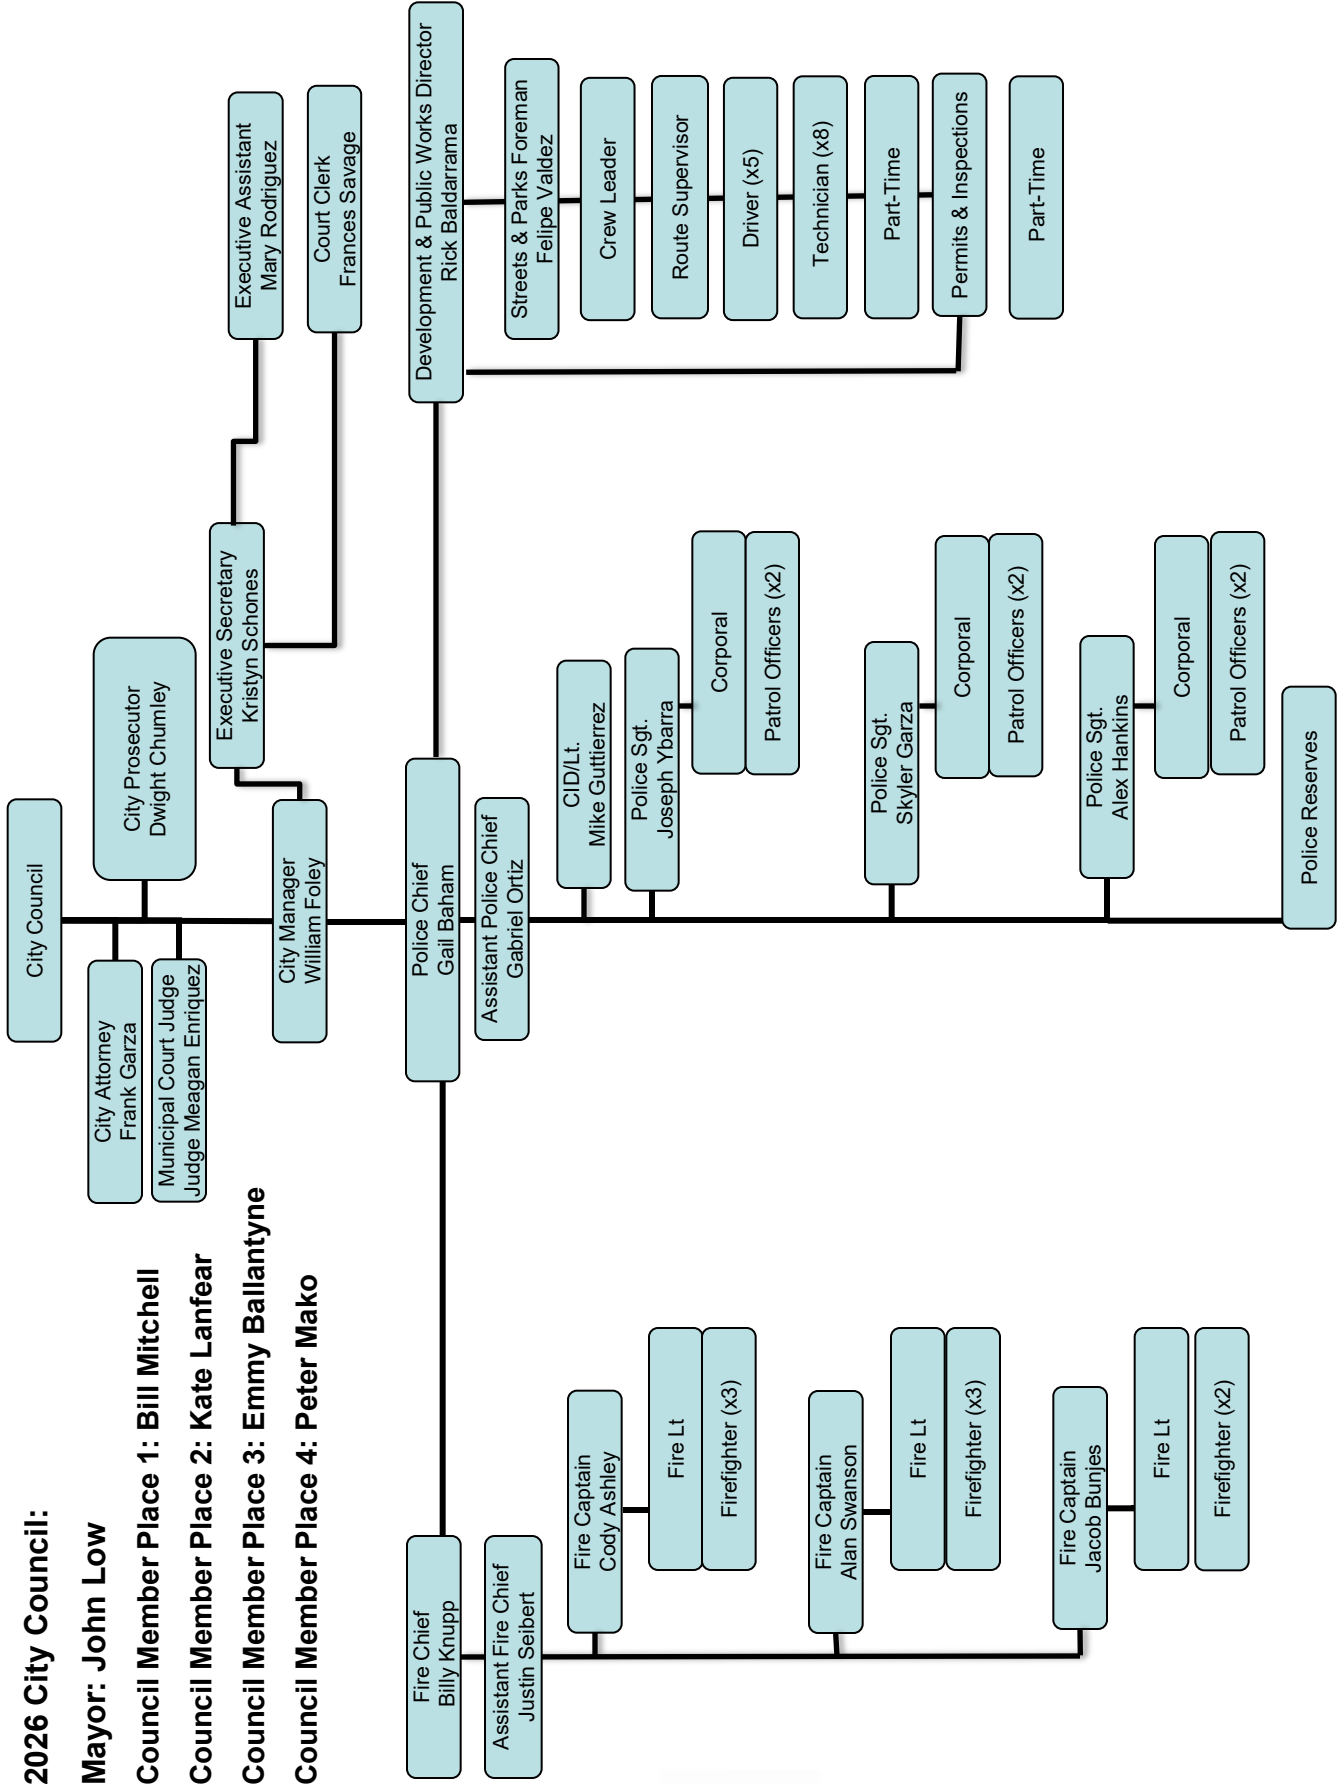 2026 City Council:
Mayor: John Low
Council Member Place 1: Bill Mitchell
Council Member Place 2: Kate Lanfear
Council Member Place 3: Emmy Ballantyne
Council Member Place 4: Peter Mako
City Council
City Attorney
Frank Garza
City Prosecutor
Dwight Chumley
Municipal Court Judge
Judge Meagan Enriquez
City Manager
William Foley
Executive Secretary
Kristyn Schones
Executive Assistant
Mary Rodriguez
Court Clerk
Frances Savage
Fire Chief
Billy Knupp
Assistant Fire Chief
Justin Seibert
Fire Captain
Cody Ashley
Fire Lt
Firefighter (x3)
Fire Captain
Alan Swanson
Fire Lt
Firefighter (x3)
Fire Captain
Jacob Bunjes
Fire Lt
Firefighter (x2)
Police Chief
Gail Baham
Assistant Police Chief
Gabriel Ortiz
CID/Lt.
Mike Guttierrez
Police Sgt.
Joseph Ybarra
Corporal
Patrol Officers (x2)
Police Sgt.
Skyler Garza
Corporal
Patrol Officers (x2)
Police Sgt.
Alex Hankins
Corporal
Patrol Officers (x2)
Police Reserves
Development & Public Works Director
Rick Baldarrama
Streets & Parks Foreman
Felipe Valdez
Crew Leader
Route Supervisor
Driver (x5)
Technician (x8)
Part-Time
Permits & Inspections
Part-Time